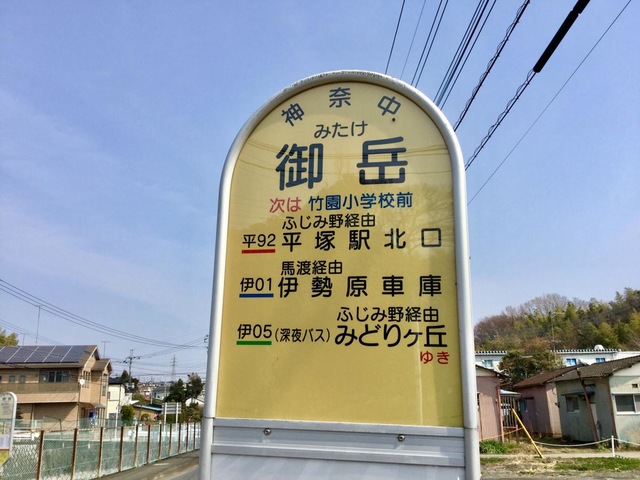 神奈中
みたけ
御岳
次は 竹園小学校前
ふじみ野経由
平92 平塚駅北口
馬渡経由
伊01 伊勢原車庫
ふじみ野経由
伊05(深夜バス)みどりヶ丘
ゆき